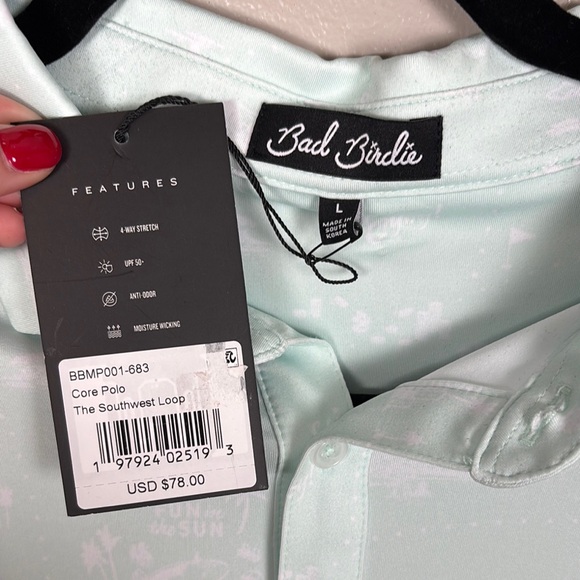 FEATURES
4-WAY STRETCH
UPF 50+
ANTI-ODOR
MOISTURE WICKING
BBMP001-683
Core Polo
The Southwest Loop
1 97924 02519 3
USD $78.00
Bad Birdie
L
MADE IN
SOUTH
KOREA
SUN